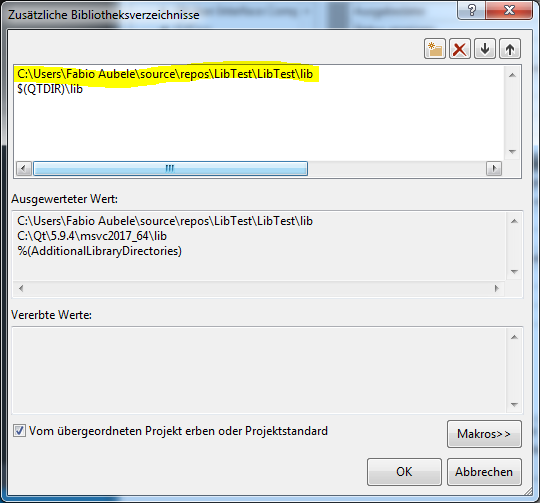 Zusätzliche Bibliotheksverzeichnisse
C:\Users\Fabio Aubele\source\repos\LibTest\LibTest\lib
$(QTDIR)\lib
Ausgewerteter Wert:
C:\Users\Fabio Aubele\source\repos\LibTest\LibTest\lib
C:\Qt\5.9.4\msvc2017_64\lib
%(AdditionalLibraryDirectories)
Vererbte Werte:
Vom übergeordneten Projekt erben oder Projektstandard
Makros>>
OK
Abbrechen